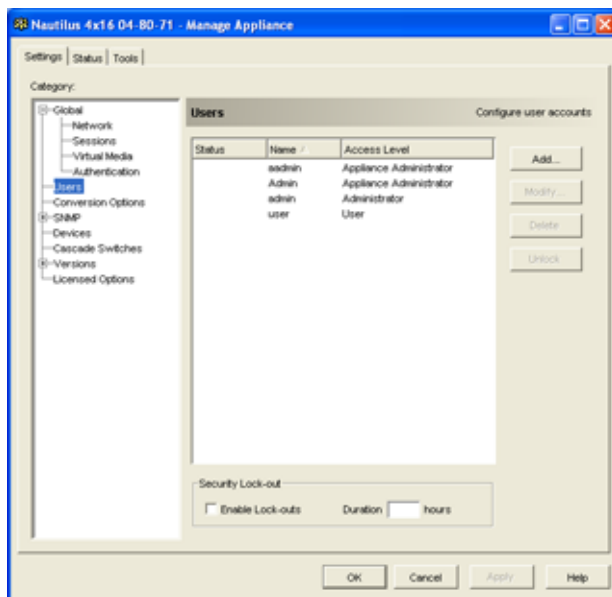 Nautilus 4x16 04-80-71 - Manage Appliance
Settings Status Tools
Category:
Global
Network
Sessions
Virtual Media
Authentication
Users
Conversion Options
SNMP
Devices
Cascade Switches
Versions
Licensed Options
Users Configure user accounts
Status Name Access Level
aadmin Appliance Administrator
Admin Appliance Administrator
admin Administrator
user User
Add...
Modify...
Delete
Unlock
Security Lock-out
Enable Lock-outs Duration hours
OK Cancel Apply Help